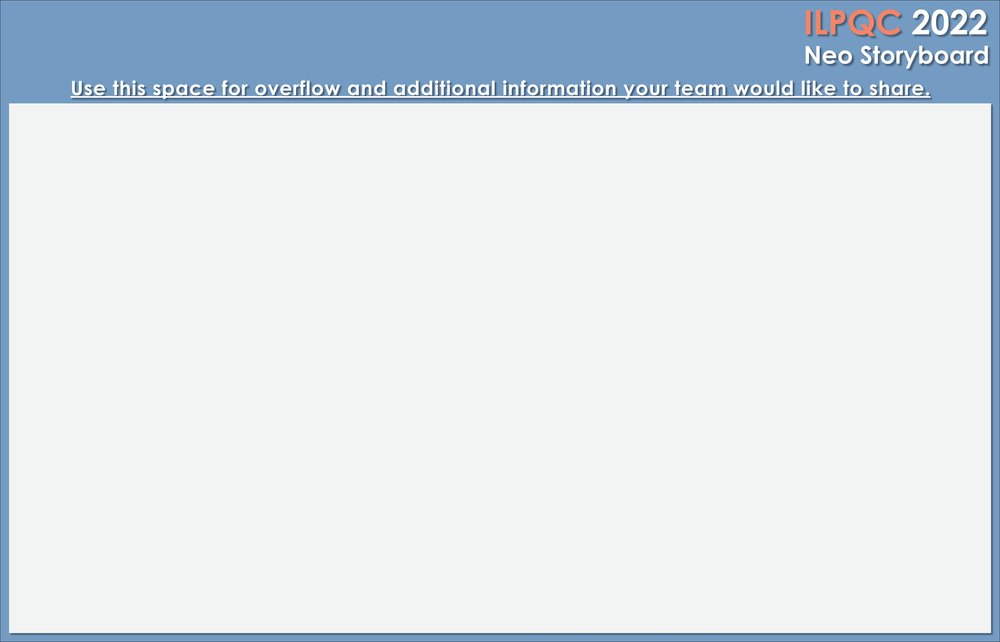 ILPQC 2022
Neo Storyboard
Use this space for overflow and additional information your team would like to share.